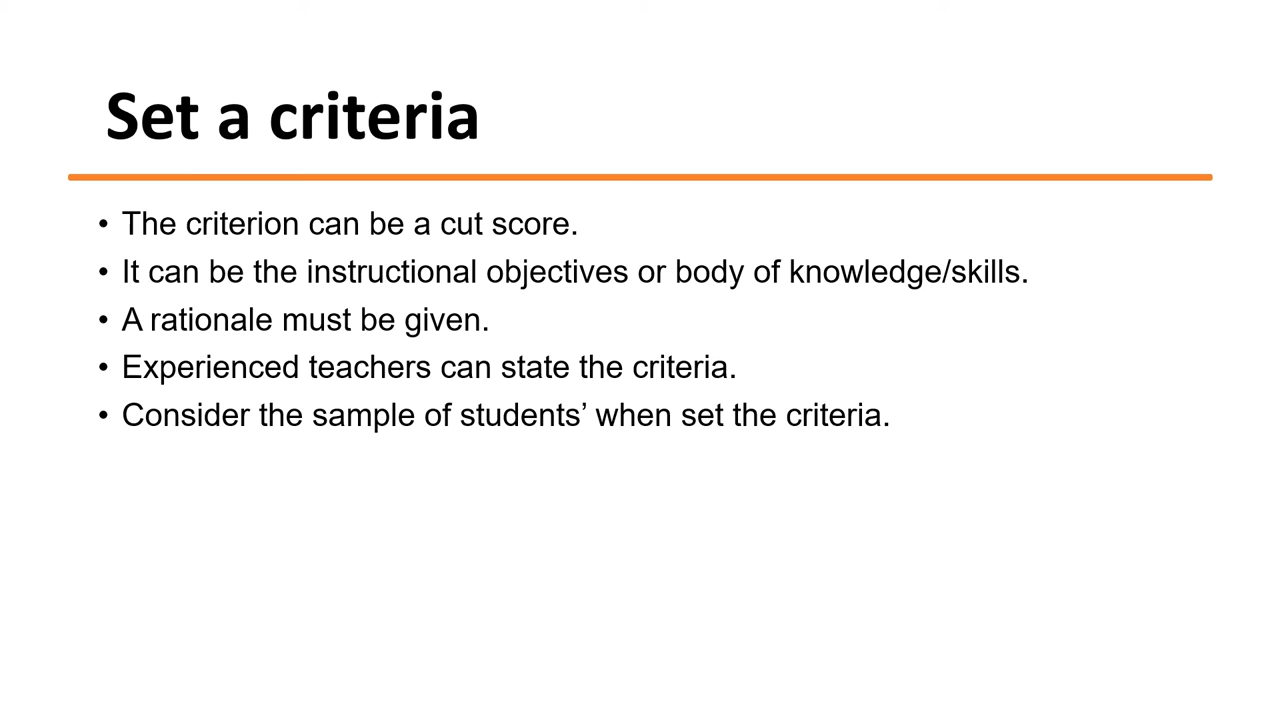 Set a criteria
• The criterion can be a cut score.
• It can be the instructional objectives or body of knowledge/skills.
• A rationale must be given.
• Experienced teachers can state the criteria.
• Consider the sample of students’ when set the criteria.